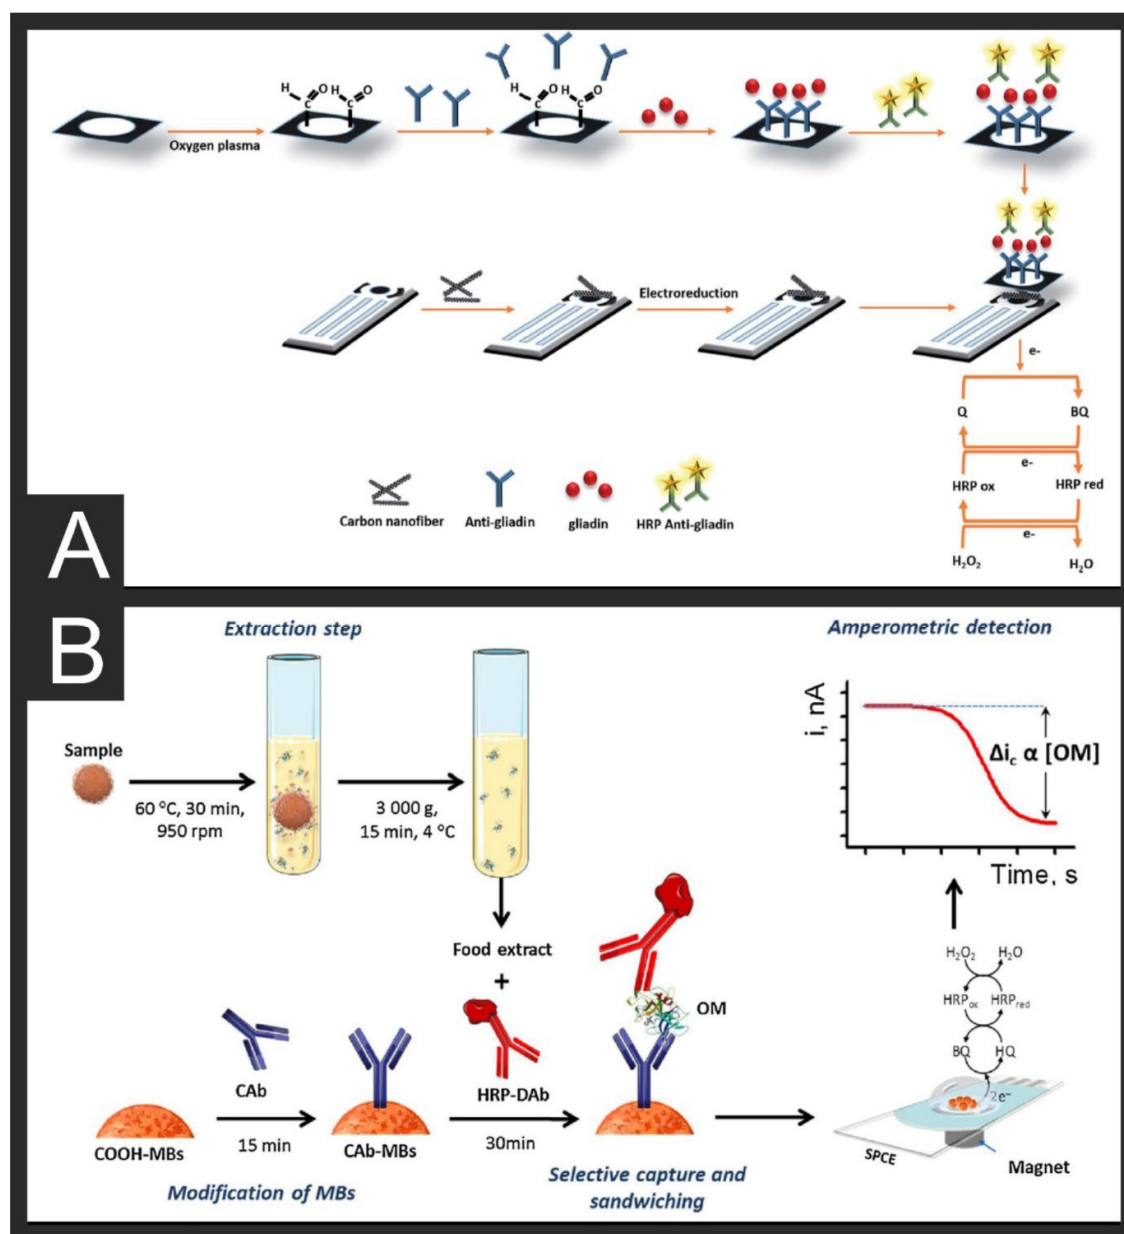 H
C
O
H
C
O
H
C
O
H
C
O
Oxygen plasma
Electroreduction
e-
Q
BQ
e-
HRP ox
HRP red
e-
H₂O₂
H₂O
Carbon nanofiber
Anti-gliadin
gliadin
HRP Anti-gliadin
A
B
Extraction step
Amperometric detection
Sample
60 °C, 30 min,
950 rpm
3 000 g,
15 min, 4 °C
i, nA
Δi꜀ α [OM]
Time, s
Food extract
+
CAb
HRP-DAb
OM
COOH-MBs
15 min
CAb-MBs
30min
Modification of MBs
Selective capture and
sandwiching
H₂O₂
H₂O
HRPox
HRPred
BQ
HQ
2e⁻
SPCE
Magnet